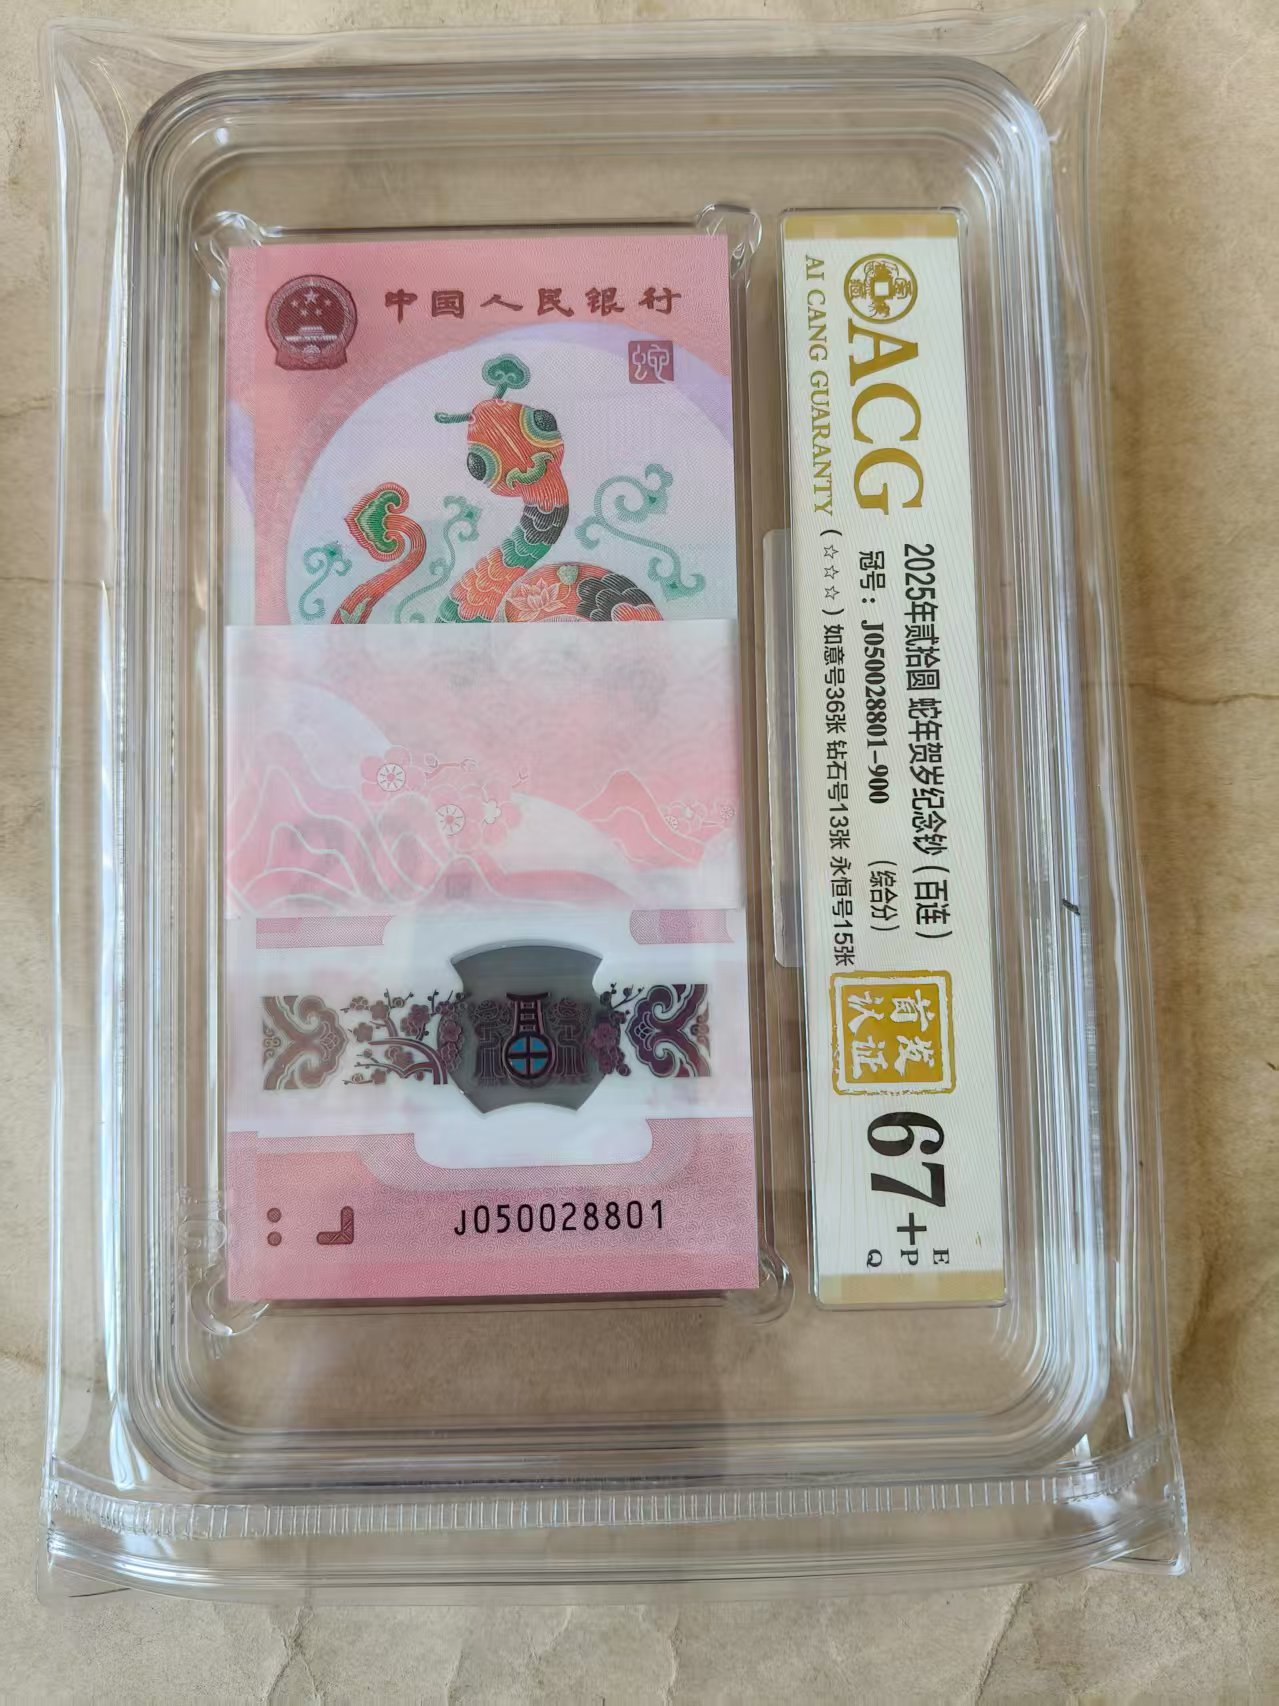 中国人民银行
蛇
J050028801
ACG
AI CANG GUARANTY
2025年贰拾圆 蛇年贺岁纪念钞（百连）
冠号：J050028801-900 （综合分）
（☆☆☆）如意号36张 钻石号13张 永恒号15张
首发
认证
67+
E
P
Q